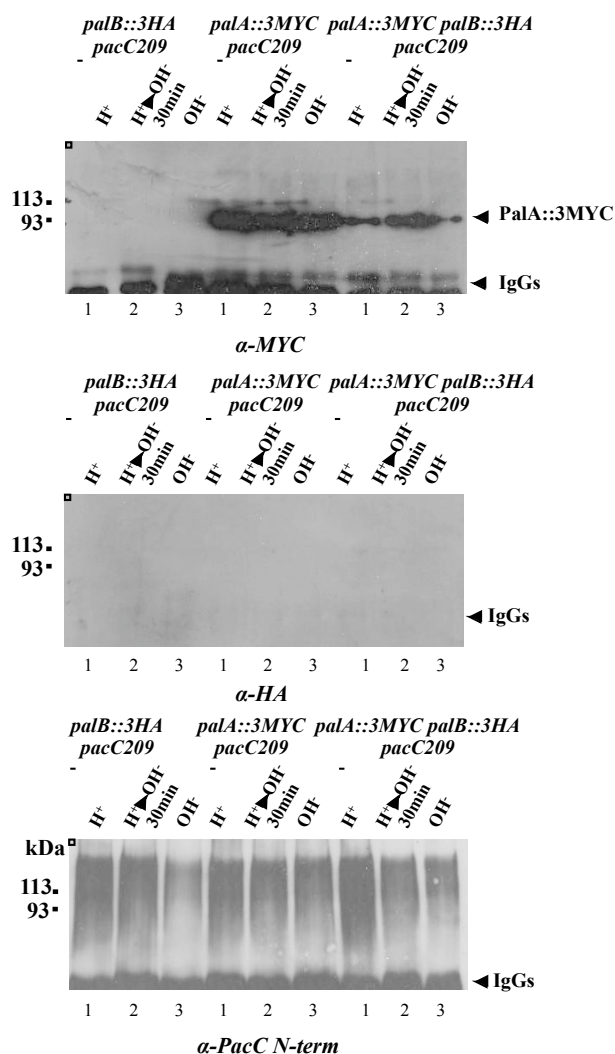 palB::3HA palA::3MYC palA::3MYC palB::3HA
pacC209 pacC209 pacC209
- - -
H+ H+ OH- 30min OH- H+ H+ OH- 30min OH- H+ H+ OH- 30min OH-
113
93
PalA::3MYC
IgGs
1 2 3 1 2 3 1 2 3
α-MYC
palB::3HA palA::3MYC palA::3MYC palB::3HA
pacC209 pacC209 pacC209
- - -
H+ H+ OH- 30min OH- H+ H+ OH- 30min OH- H+ H+ OH- 30min OH-
113
93
IgGs
1 2 3 1 2 3 1 2 3
α-HA
palB::3HA palA::3MYC palA::3MYC palB::3HA
pacC209 pacC209 pacC209
- - -
H+ H+ OH- 30min OH- H+ H+ OH- 30min OH- H+ H+ OH- 30min OH-
kDa
113
93
IgGs
1 2 3 1 2 3 1 2 3
α-PacC N-term